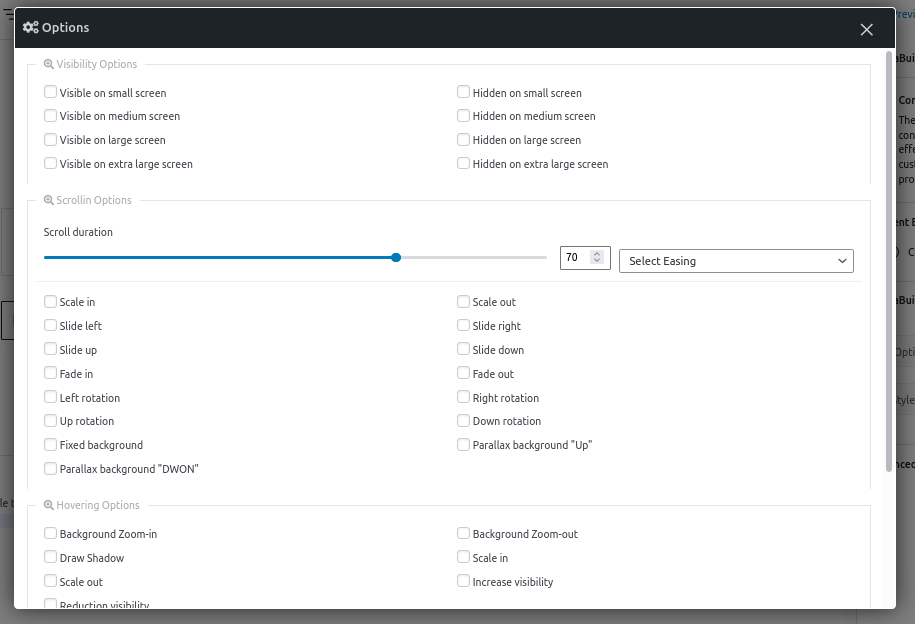 Options
Visibility Options
Visible on small screen
Hidden on small screen
Visible on medium screen
Hidden on medium screen
Visible on large screen
Hidden on large screen
Visible on extra large screen
Hidden on extra large screen
Scrollin Options
Scroll duration
70
Select Easing
Scale in
Scale out
Slide left
Slide right
Slide up
Slide down
Fade in
Fade out
Left rotation
Right rotation
Up rotation
Down rotation
Fixed background
Parallax background "Up"
Parallax background "DWON"
Hovering Options
Background Zoom-in
Background Zoom-out
Draw Shadow
Scale in
Scale out
Increase visibility
Reduction visibility